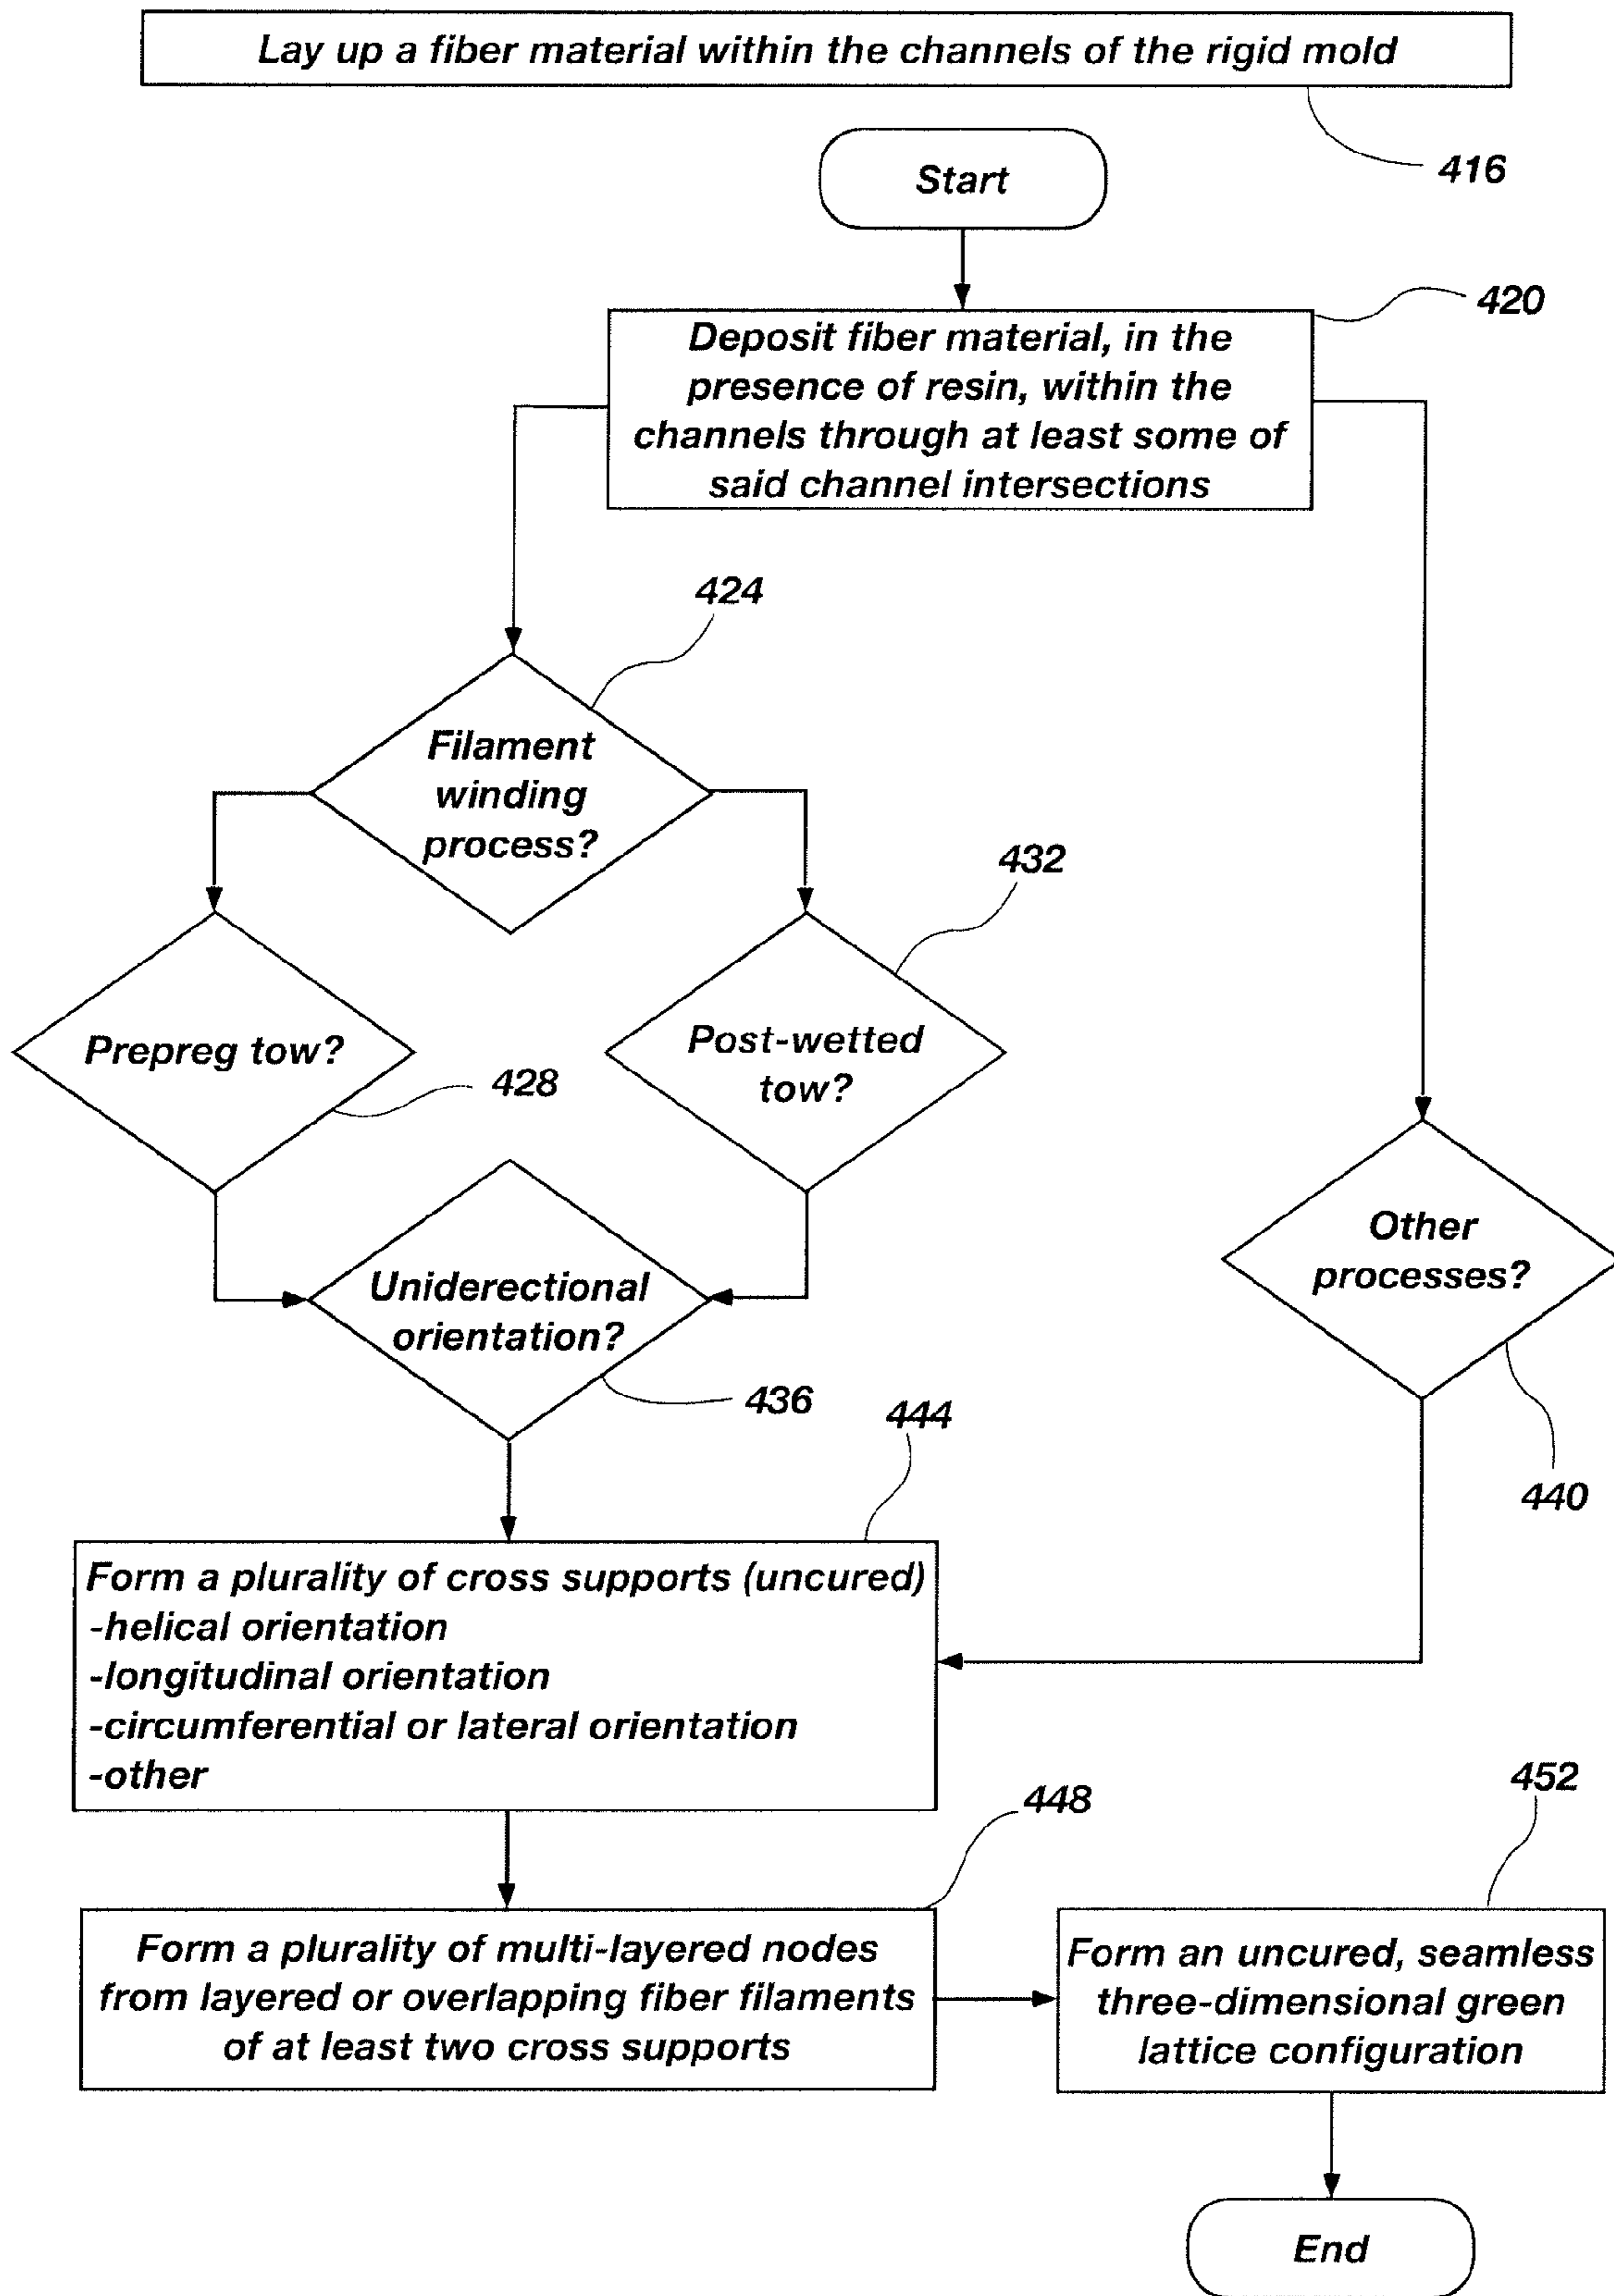 Lay up a fiber material within the channels of the rigid mold
416
Start
420
Deposit fiber material, in the
presence of resin, within the
channels through at least some of
said channel intersections
424
Filament
winding
process?
432
Prepreg tow?
428
Post-wetted
tow?
Other
processes?
440
Uniderectional
orientation?
436
444
Form a plurality of cross supports (uncured)
-helical orientation
-longitudinal orientation
-circumferential or lateral orientation
-other
448
Form a plurality of multi-layered nodes
from layered or overlapping fiber filaments
of at least two cross supports
452
Form an uncured, seamless
three-dimensional green
lattice configuration
End